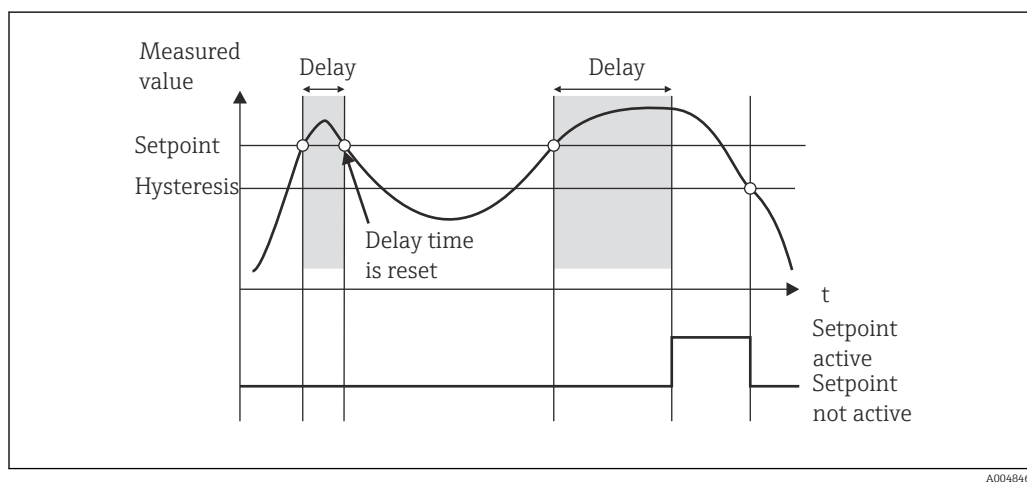 Measured
value
Delay
Delay
Setpoint
Hysteresis
Delay time
is reset
t
Setpoint
active
Setpoint
not active